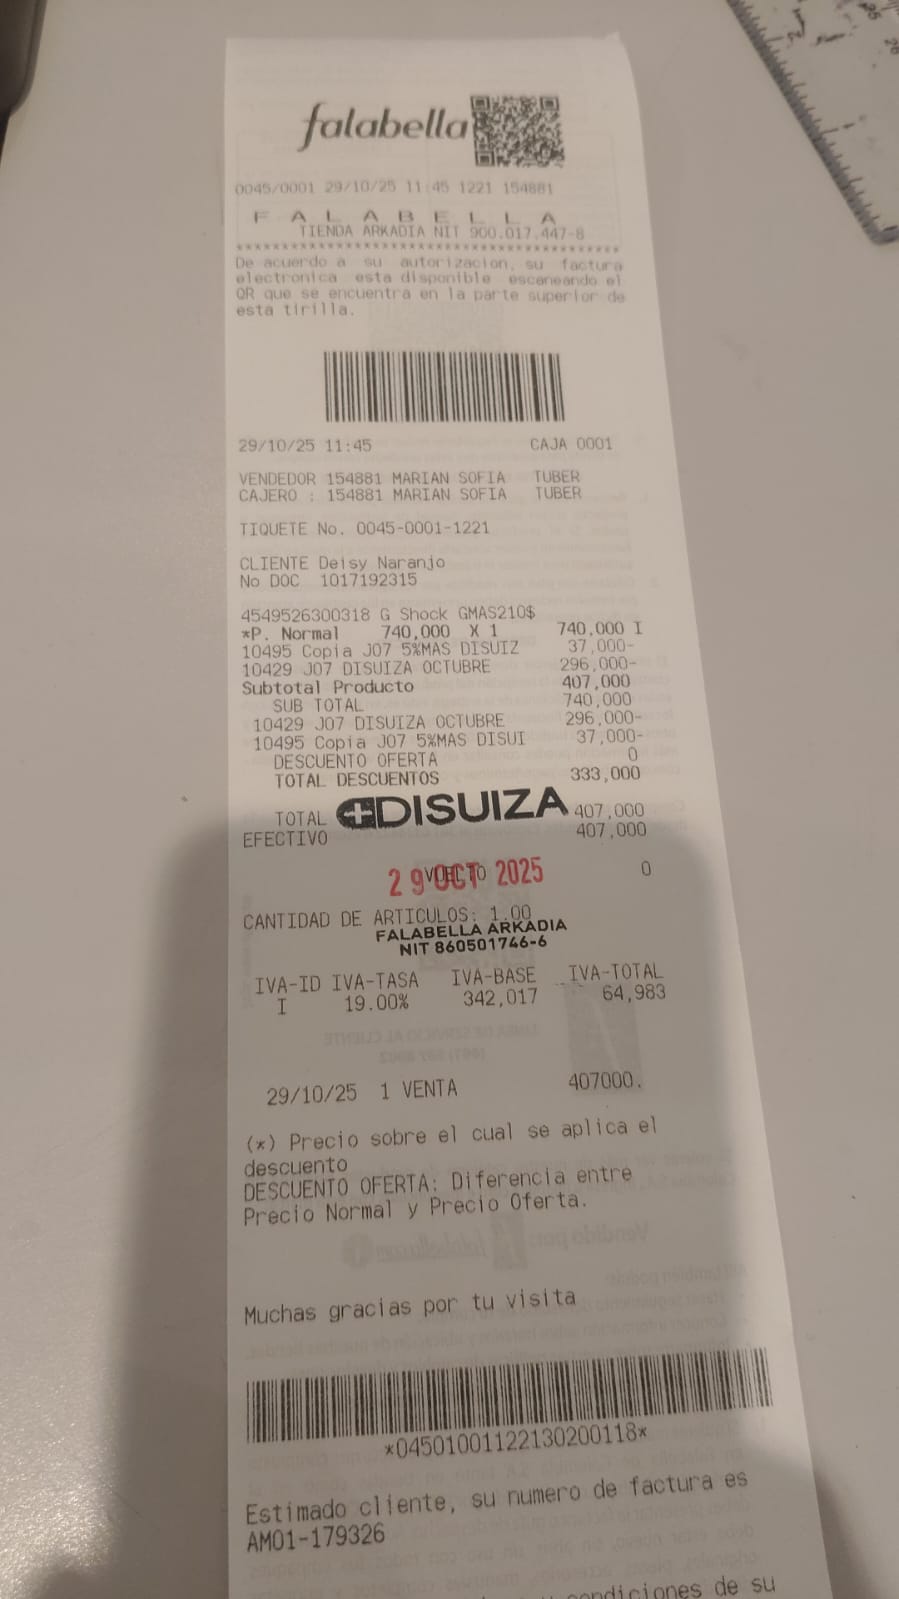 falabella
0045/0001 29/10/25 11:45 1221 154881
F A L A B E L L A
TIENDA ARKADIA NIT 900.017.447-8
****************************************
De acuerdo a su autorizacion, su factura
electronica esta disponible escaneando el
QR que se encuentra en la parte superior de
esta tirilla.
29/10/25 11:45 CAJA 0001
VENDEDOR 154881 MARIAN SOFIA TUBER
CAJERO : 154881 MARIAN SOFIA TUBER
TIQUETE No. 0045-0001-1221
CLIENTE Deisy Naranjo
No DOC 1017192315
4549526300318 G Shock GMAS210$
*P. Normal 740,000 X 1 740,000 I
10495 Copia J07 5%MAS DISUIZ 37,000-
10429 J07 DISUIZA OCTUBRE 296,000-
Subtotal Producto 407,000
SUB TOTAL 740,000
10429 J07 DISUIZA OCTUBRE 296,000-
10495 Copia J07 5%MAS DISUI 37,000-
DESCUENTO OFERTA 0
TOTAL DESCUENTOS 333,000
TOTAL DISUIZA 407,000
EFECTIVO 407,000
VUELTO 0
29 OCT 2025
CANTIDAD DE ARTICULOS: 1.00
FALABELLA ARKADIA
NIT 860501746-6
IVA-ID IVA-TASA IVA-BASE IVA-TOTAL
I 19.00% 342,017 64,983
29/10/25 1 VENTA 407000.
(*) Precio sobre el cual se aplica el
descuento
DESCUENTO OFERTA: Diferencia entre
Precio Normal y Precio Oferta.
Muchas gracias por tu visita
*04501001122130200118*
Estimado cliente, su numero de factura es
AM01-179326
condiciones de su